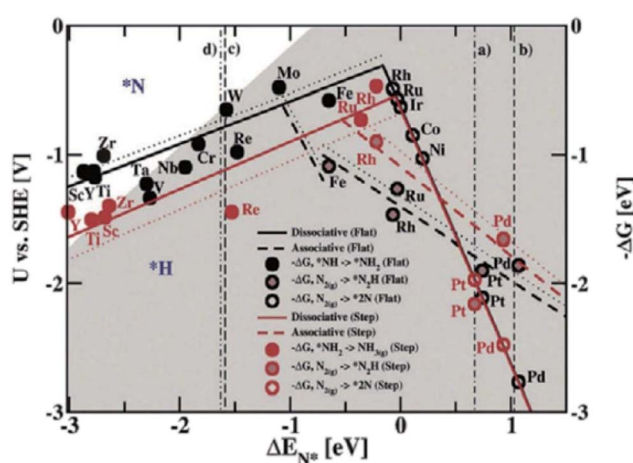 d) c) a) b)
*N
*H
W
Mo
Fe
Rh
Ru
Ir
Co
Ni
Zr
Cr
Re
Nb
Ta
V
Sc Y Ti
Ru Rh
Rh
Y
Zr
Sc
Ti
Re
Fe
Ru
Rh
Pd
Pd
Pt
Pt
Pt
Pt
Pd
Pd
Dissociative (Flat)
Associative (Flat)
-ΔG, *NH -> *NH2 (Flat)
-ΔG, N2(g) -> *N2H (Flat)
-ΔG, N2(g) -> *2N (Flat)
Dissociative (Step)
Associative (Step)
-ΔG, *NH2 -> NH3(g) (Step)
-ΔG, N2(g) -> *N2H (Step)
-ΔG, N2(g) -> *2N (Step)
U vs. SHE [V]
-0
-1
-2
-3
-3 -2 -1 0 1
ΔE N* [eV]
-0
-1
-2
-3
-ΔG [eV]